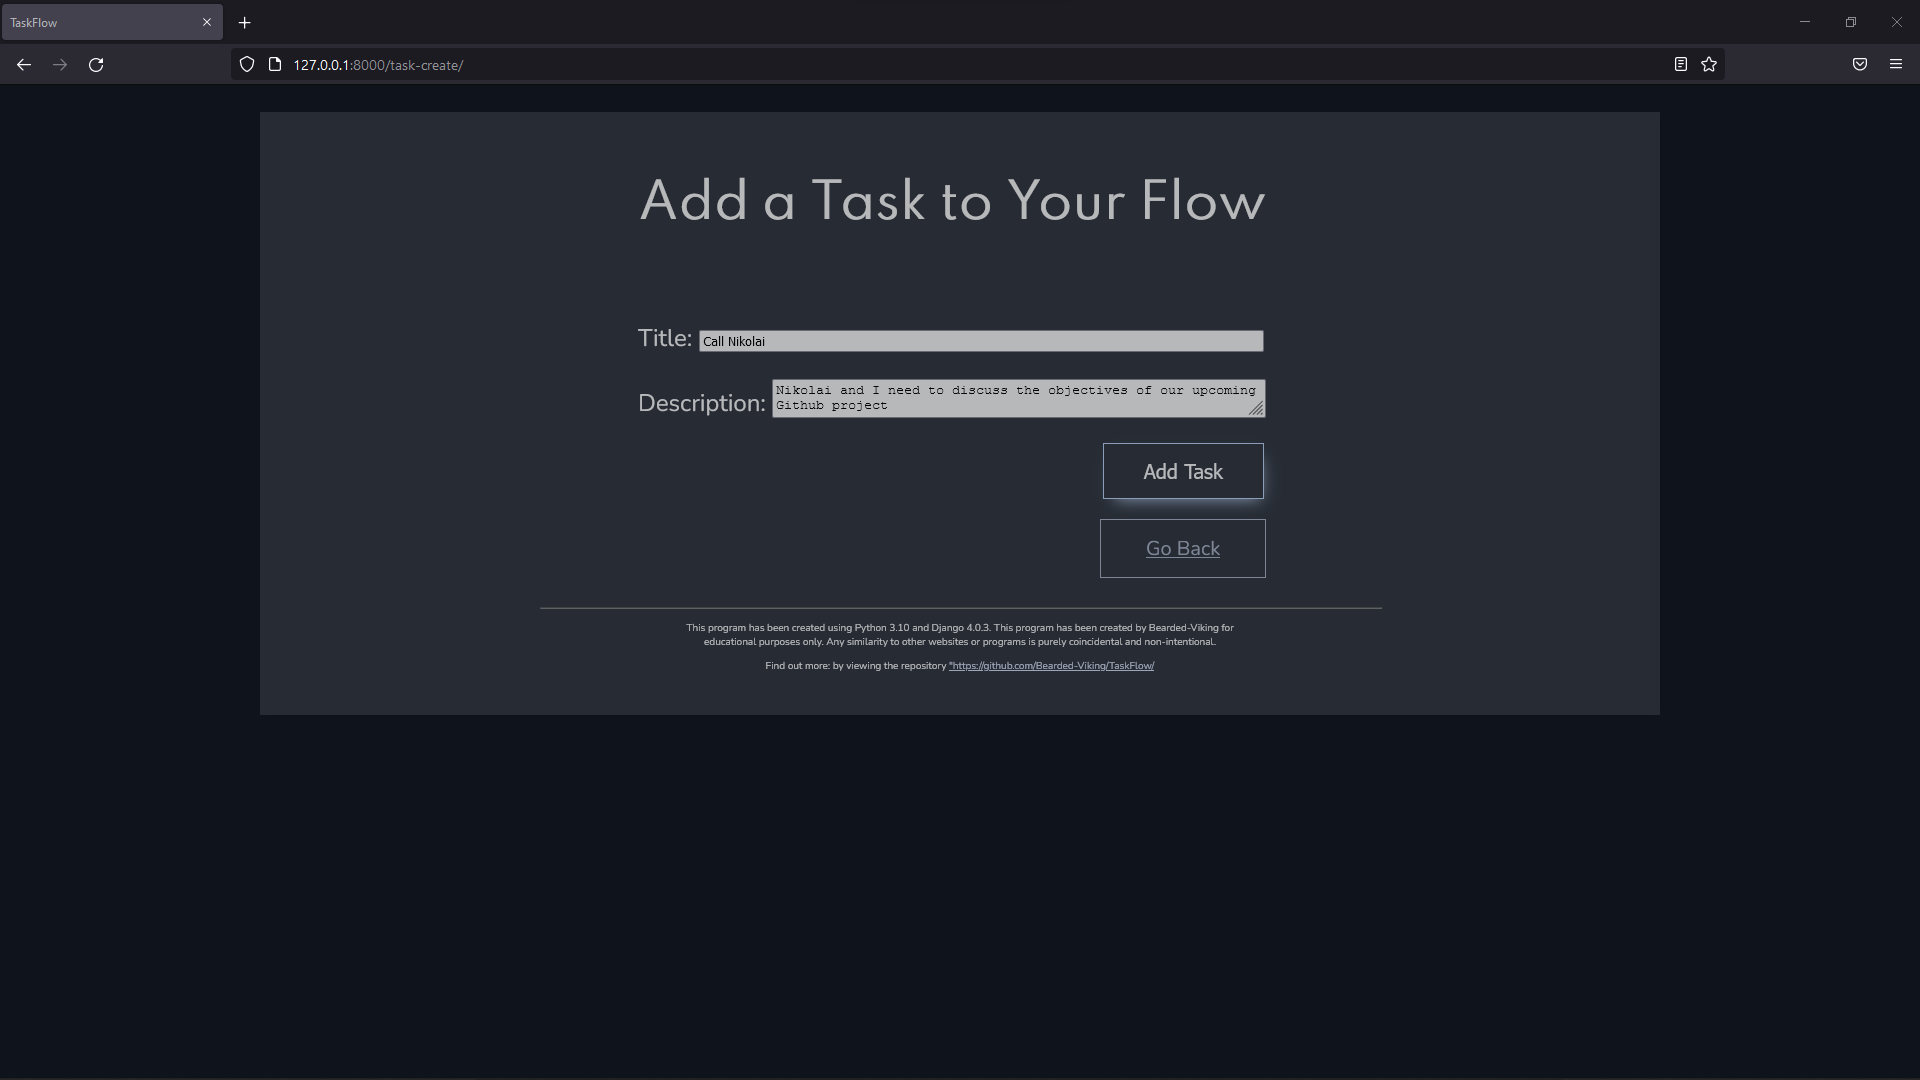 TaskFlow
127.0.0.1:8000/task-create/
Add a Task to Your Flow
Title: Call Nikolai
Description: Nikolai and I need to discuss the objectives of our upcoming
Github project
Add Task
Go Back
This program has been created using Python 3.10 and Django 4.0.3. This program has been created by Bearded-Viking for
educational purposes only. Any similarity to other websites or programs is purely coincidental and non-intentional.
Find out more: by viewing the repository "https://github.com/Bearded-Viking/TaskFlow/